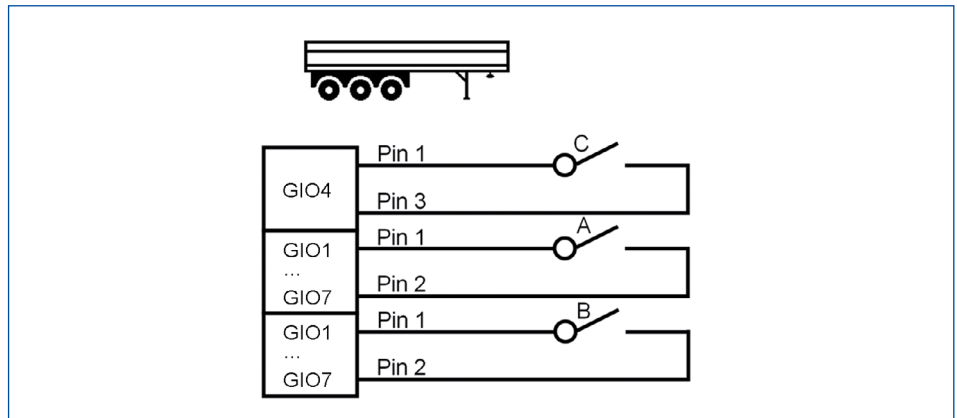 Pin 1
C
GIO4
Pin 3
Pin 1
A
GIO1
...
GIO7
Pin 2
Pin 1
B
GIO1
...
GIO7
Pin 2